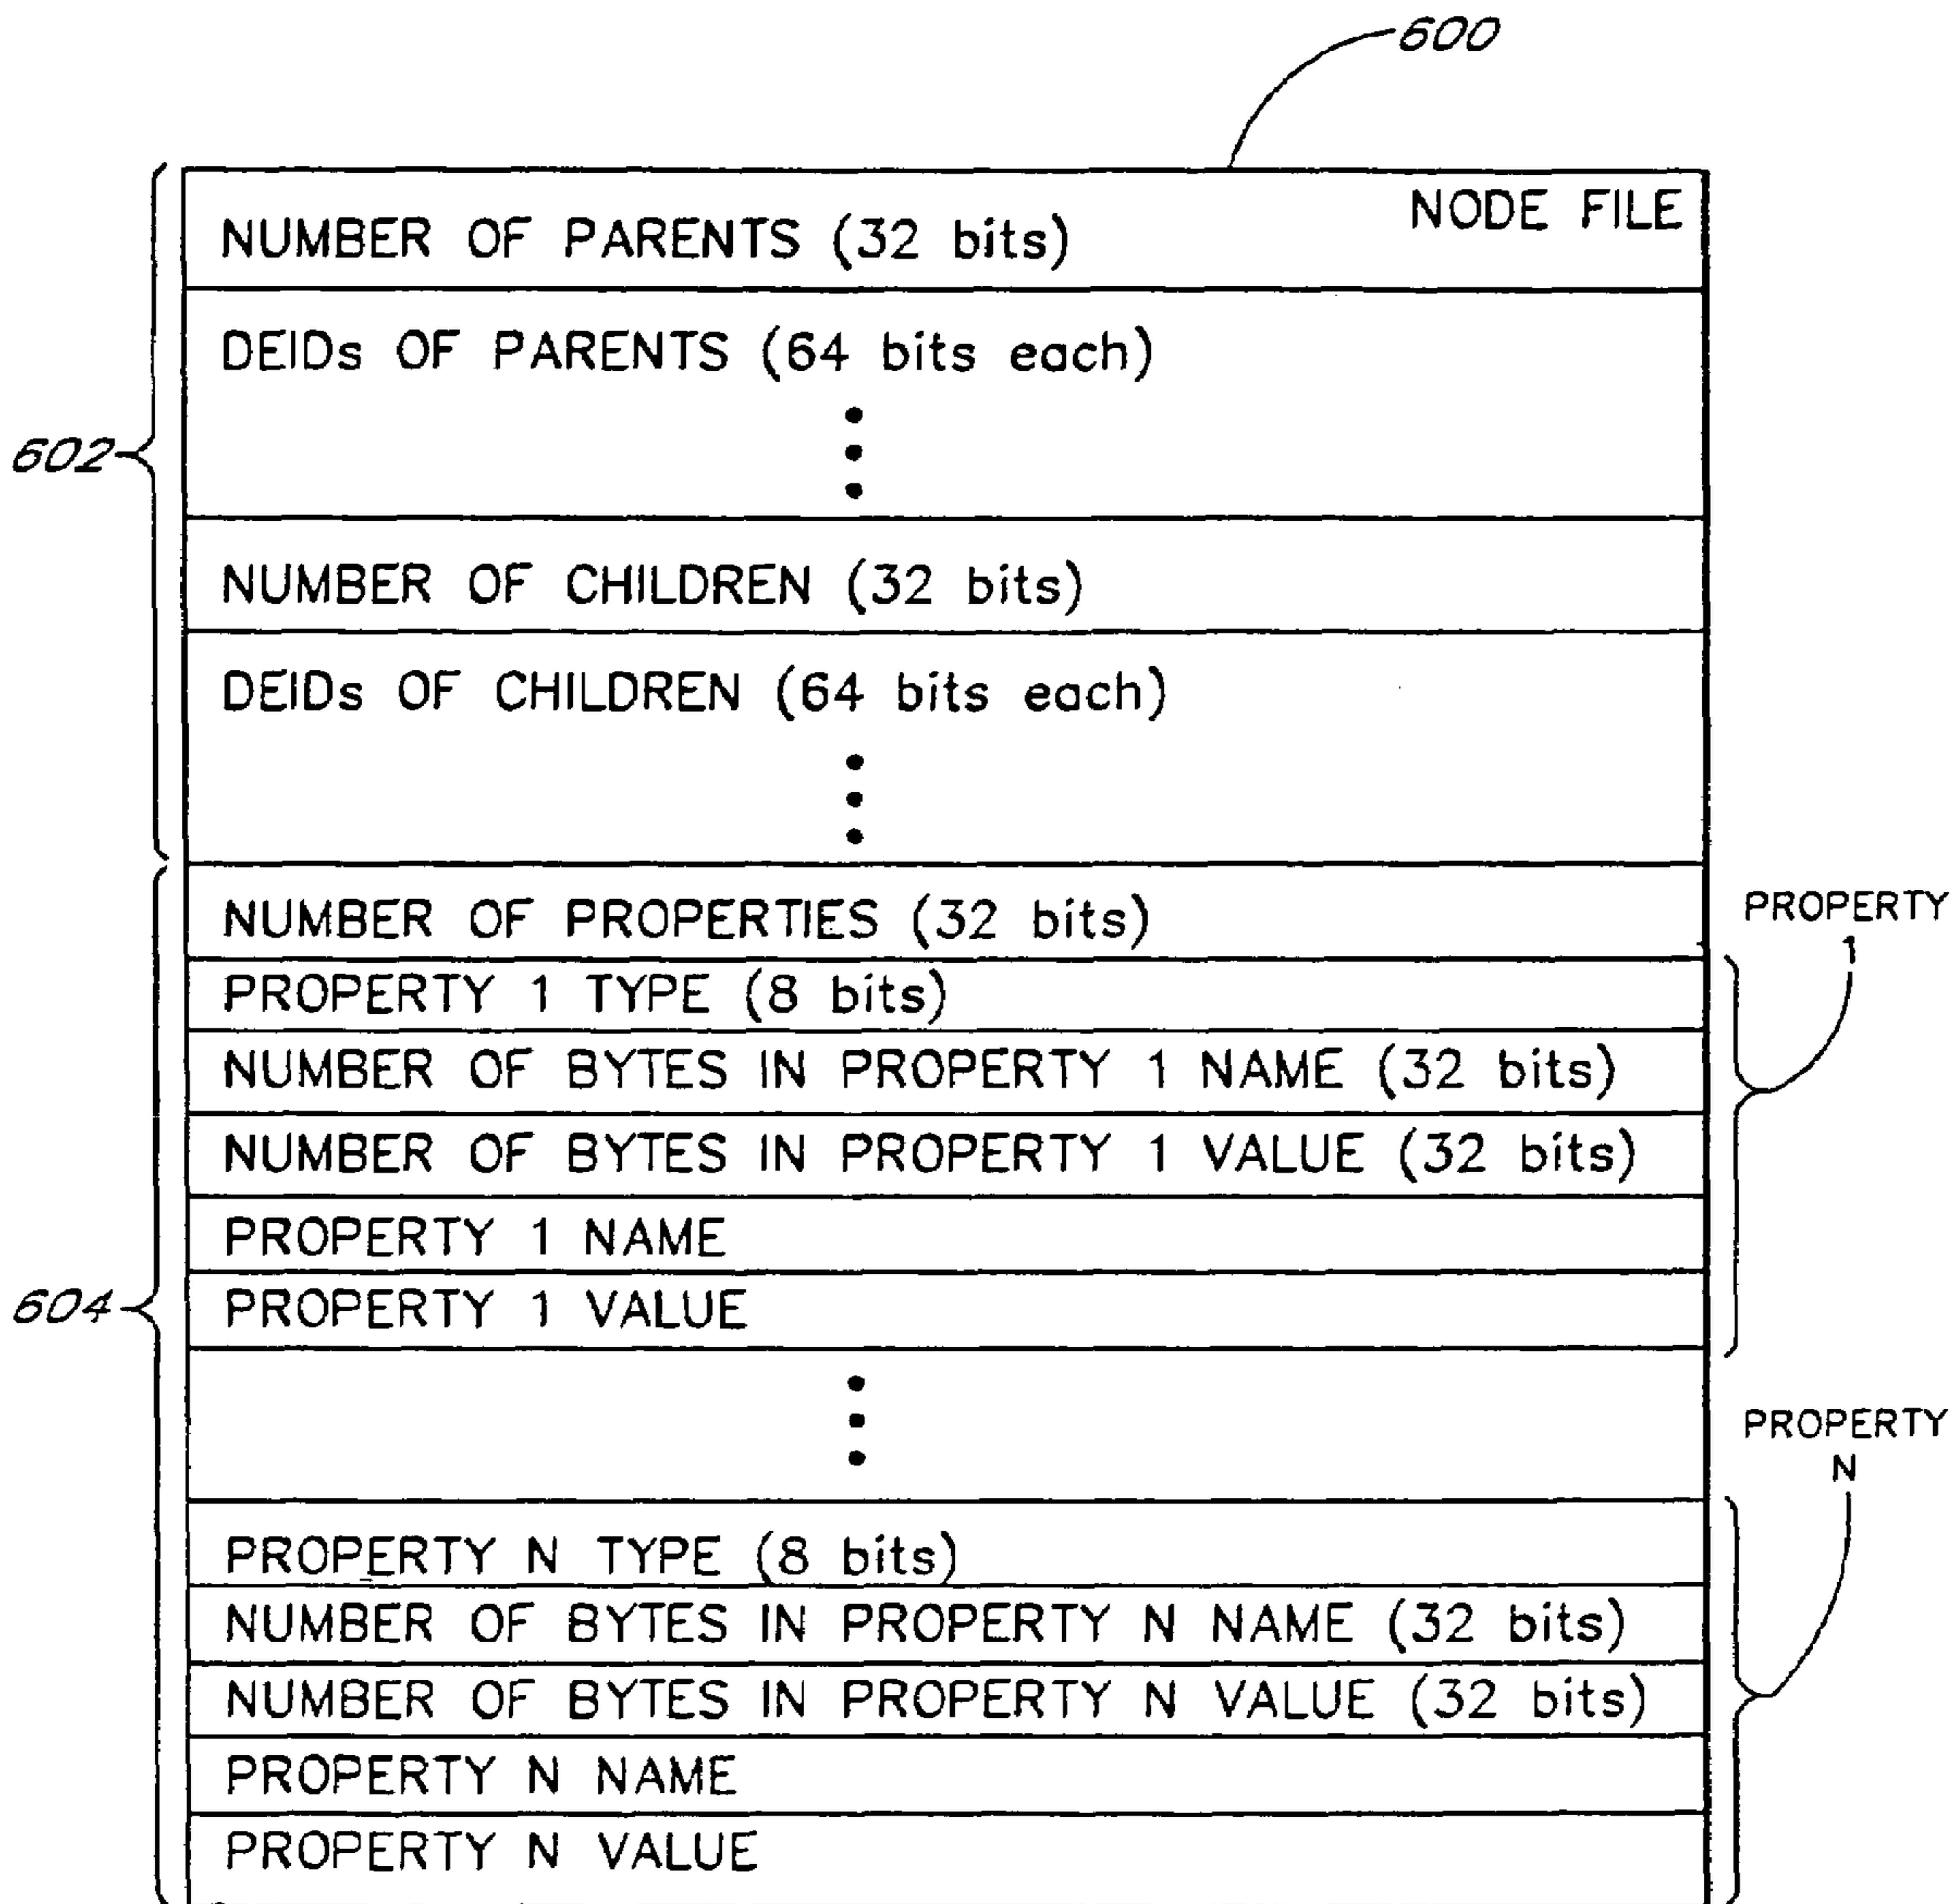 600
NODE FILE
NUMBER OF PARENTS (32 bits)
DEIDs OF PARENTS (64 bits each)
602
NUMBER OF CHILDREN (32 bits)
DEIDs OF CHILDREN (64 bits each)
NUMBER OF PROPERTIES (32 bits)
PROPERTY
1
PROPERTY 1 TYPE (8 bits)
NUMBER OF BYTES IN PROPERTY 1 NAME (32 bits)
NUMBER OF BYTES IN PROPERTY 1 VALUE (32 bits)
PROPERTY 1 NAME
604
PROPERTY 1 VALUE
PROPERTY
N
PROPERTY N TYPE (8 bits)
NUMBER OF BYTES IN PROPERTY N NAME (32 bits)
NUMBER OF BYTES IN PROPERTY N VALUE (32 bits)
PROPERTY N NAME
PROPERTY N VALUE